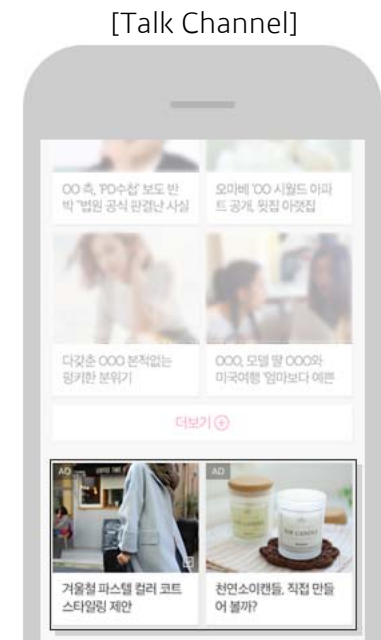 [Talk Channel]
OO 측, 'PD수첩' 보도 반
박 "법원 공식 판결난 사실
오마베 'OO 시월드 아파
트 공개, 윗집 아랫집
다갖춘 OOO 본적없는
펑키한 분위기
OOO, 모델 딸 OOO와
미국여행 '엄마보다 예쁜
더보기
AD
AD
겨울철 파스텔 컬러 코트
스타일링 제안
천연소이캔들, 직접 만들
어 볼까?